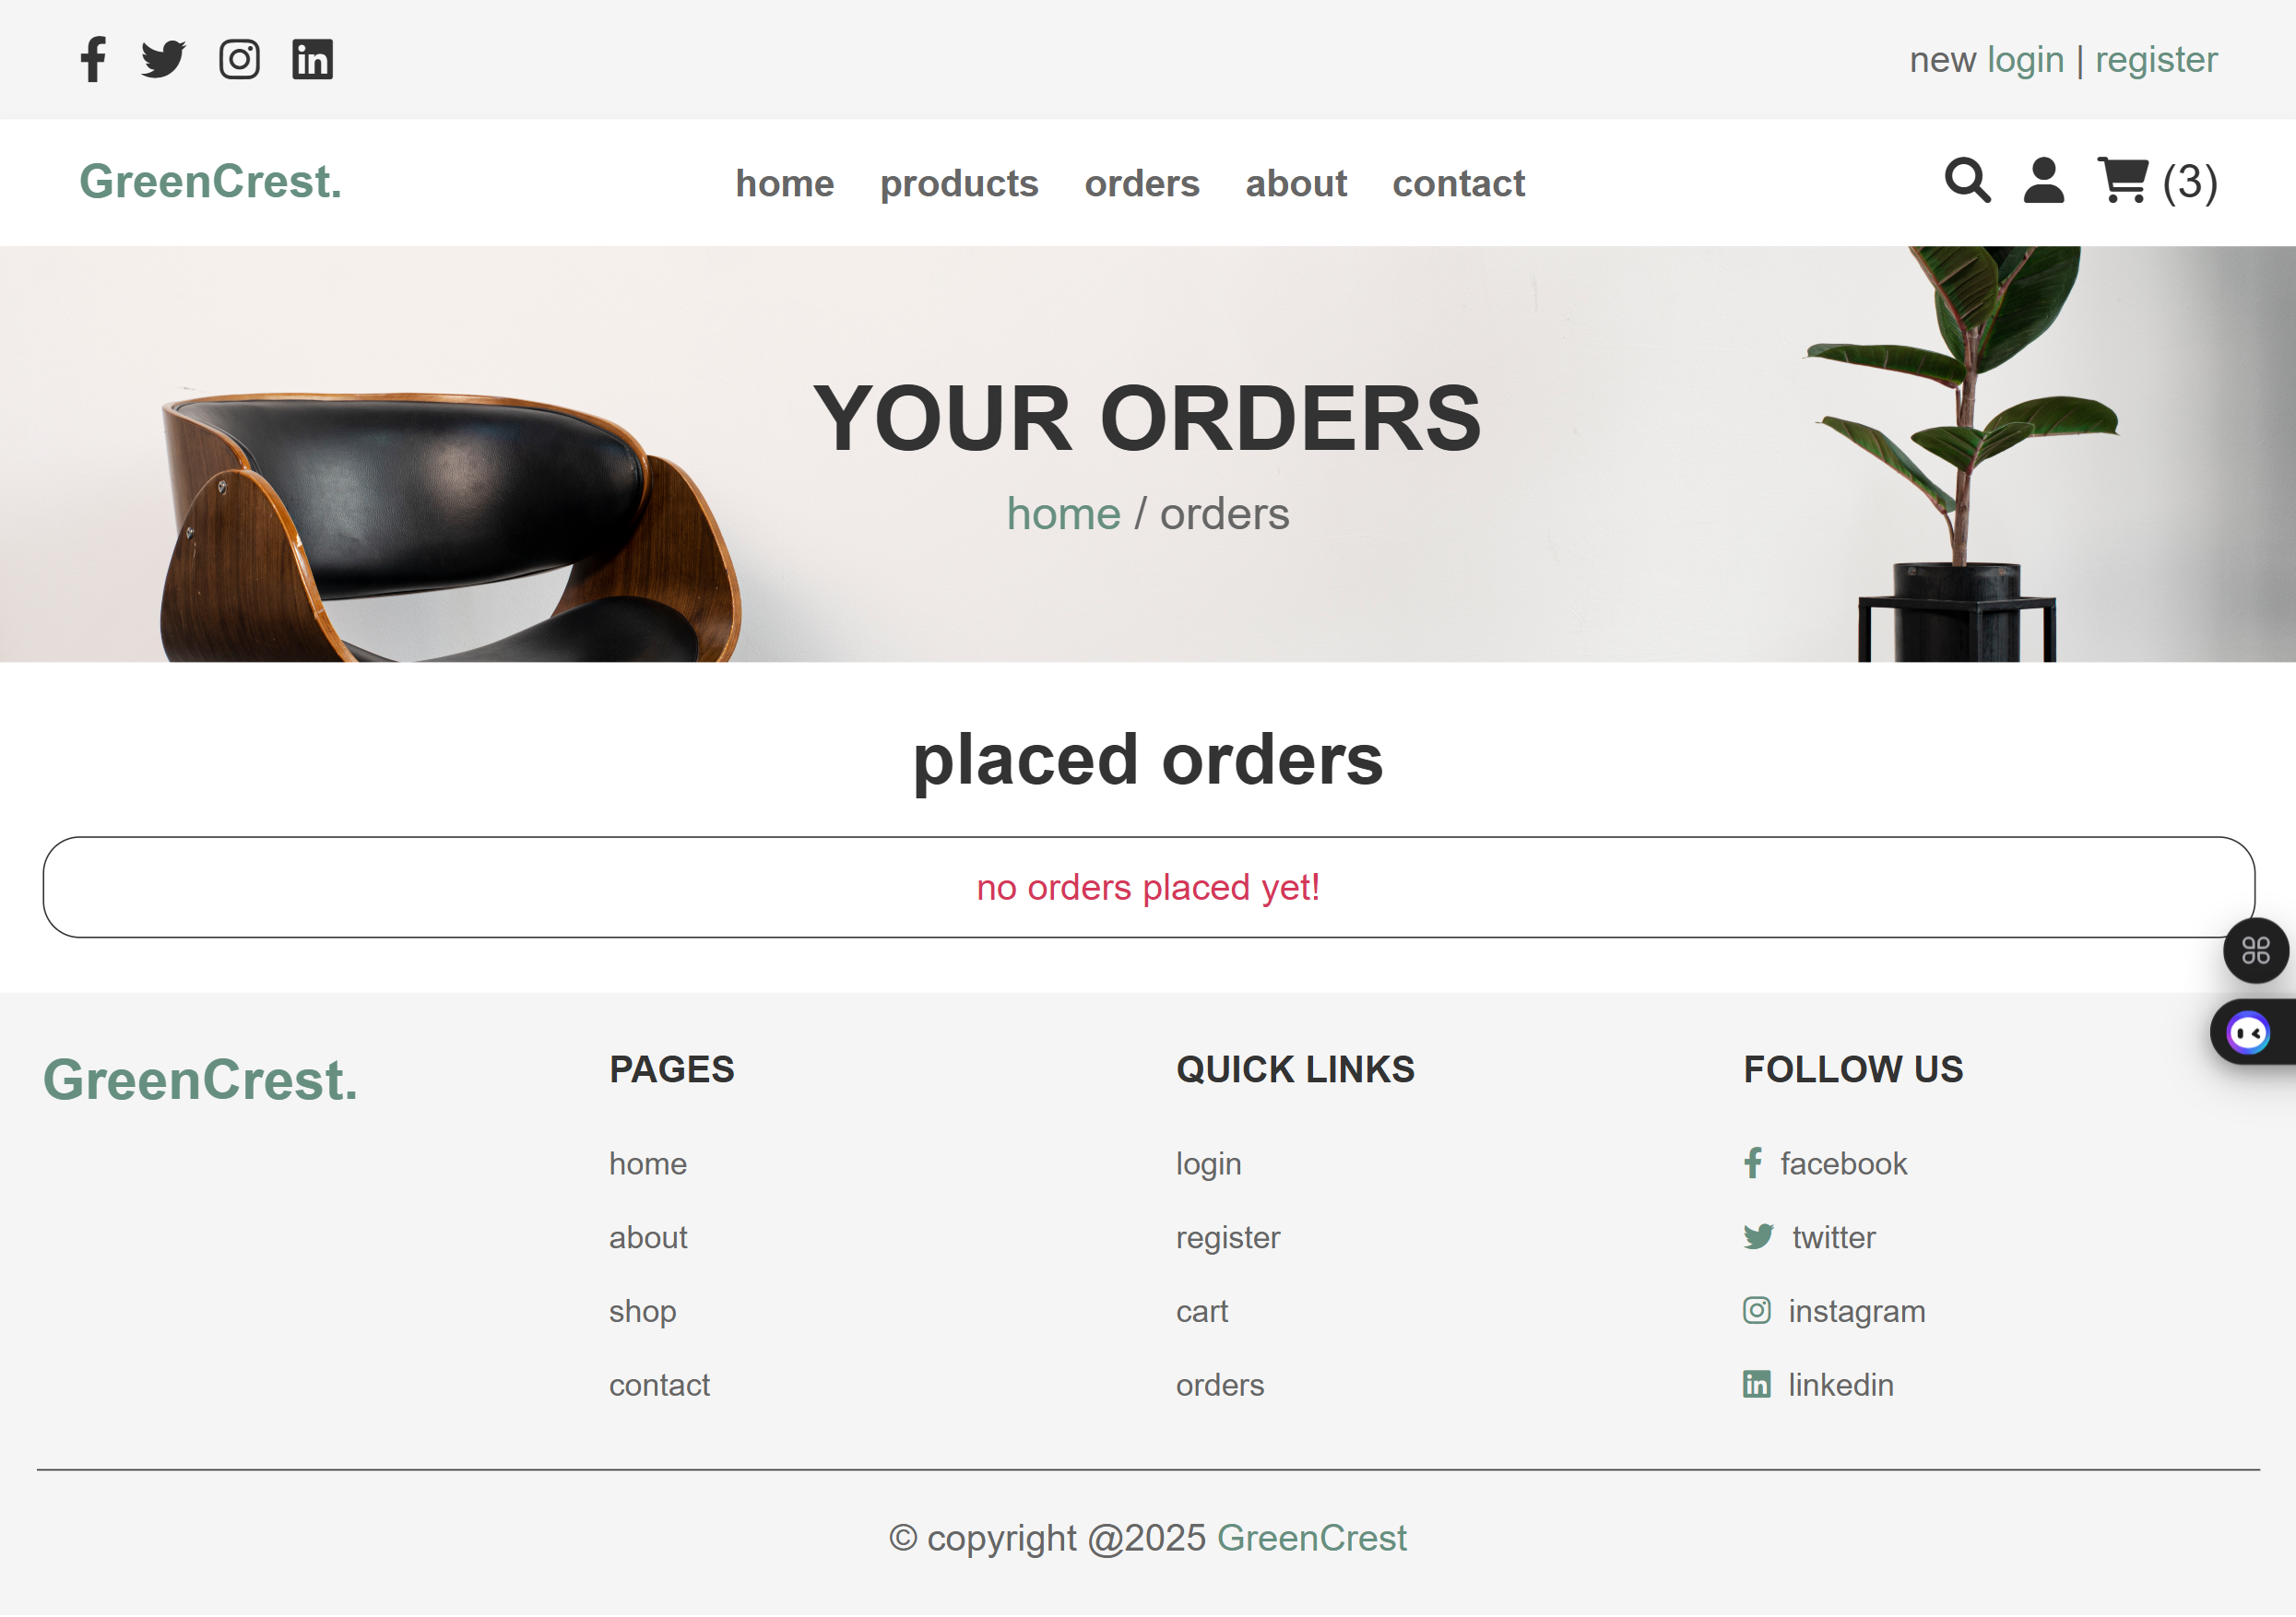 new login | register
GreenCrest.
home products orders about contact
(3)
YOUR ORDERS
home / orders
placed orders
no orders placed yet!
GreenCrest.
PAGES
home
about
shop
contact
QUICK LINKS
login
register
cart
orders
FOLLOW US
facebook
twitter
instagram
linkedin
© copyright @2025 GreenCrest